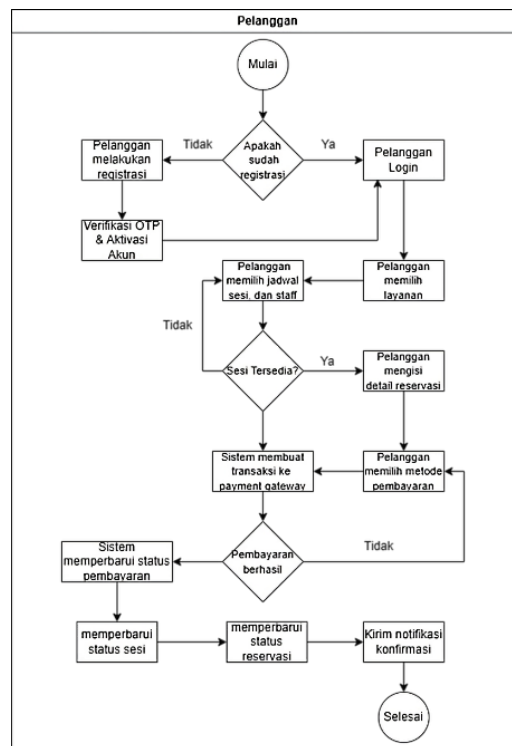 Pelanggan
Mulai
Apakah
sudah
registrasi
Tidak
Ya
Pelanggan
melakukan
registrasi
Pelanggan
Login
Verifikasi OTP
& Aktivasi
Akun
Pelanggan
memilih jadwal
sesi, dan staff
Pelanggan
memilih
layanan
Tidak
Sesi Tersedia?
Ya
Pelanggan
mengisi
detail reservasi
Sistem membuat
transaksi ke
payment gateway
Pelanggan
memilih metode
pembayaran
Sistem
memperbarui status
pembayaran
Pembayaran
berhasil
Tidak
memperbarui
status sesi
memperbarui
status
reservasi
Kirim notifikasi
konfirmasi
Selesai